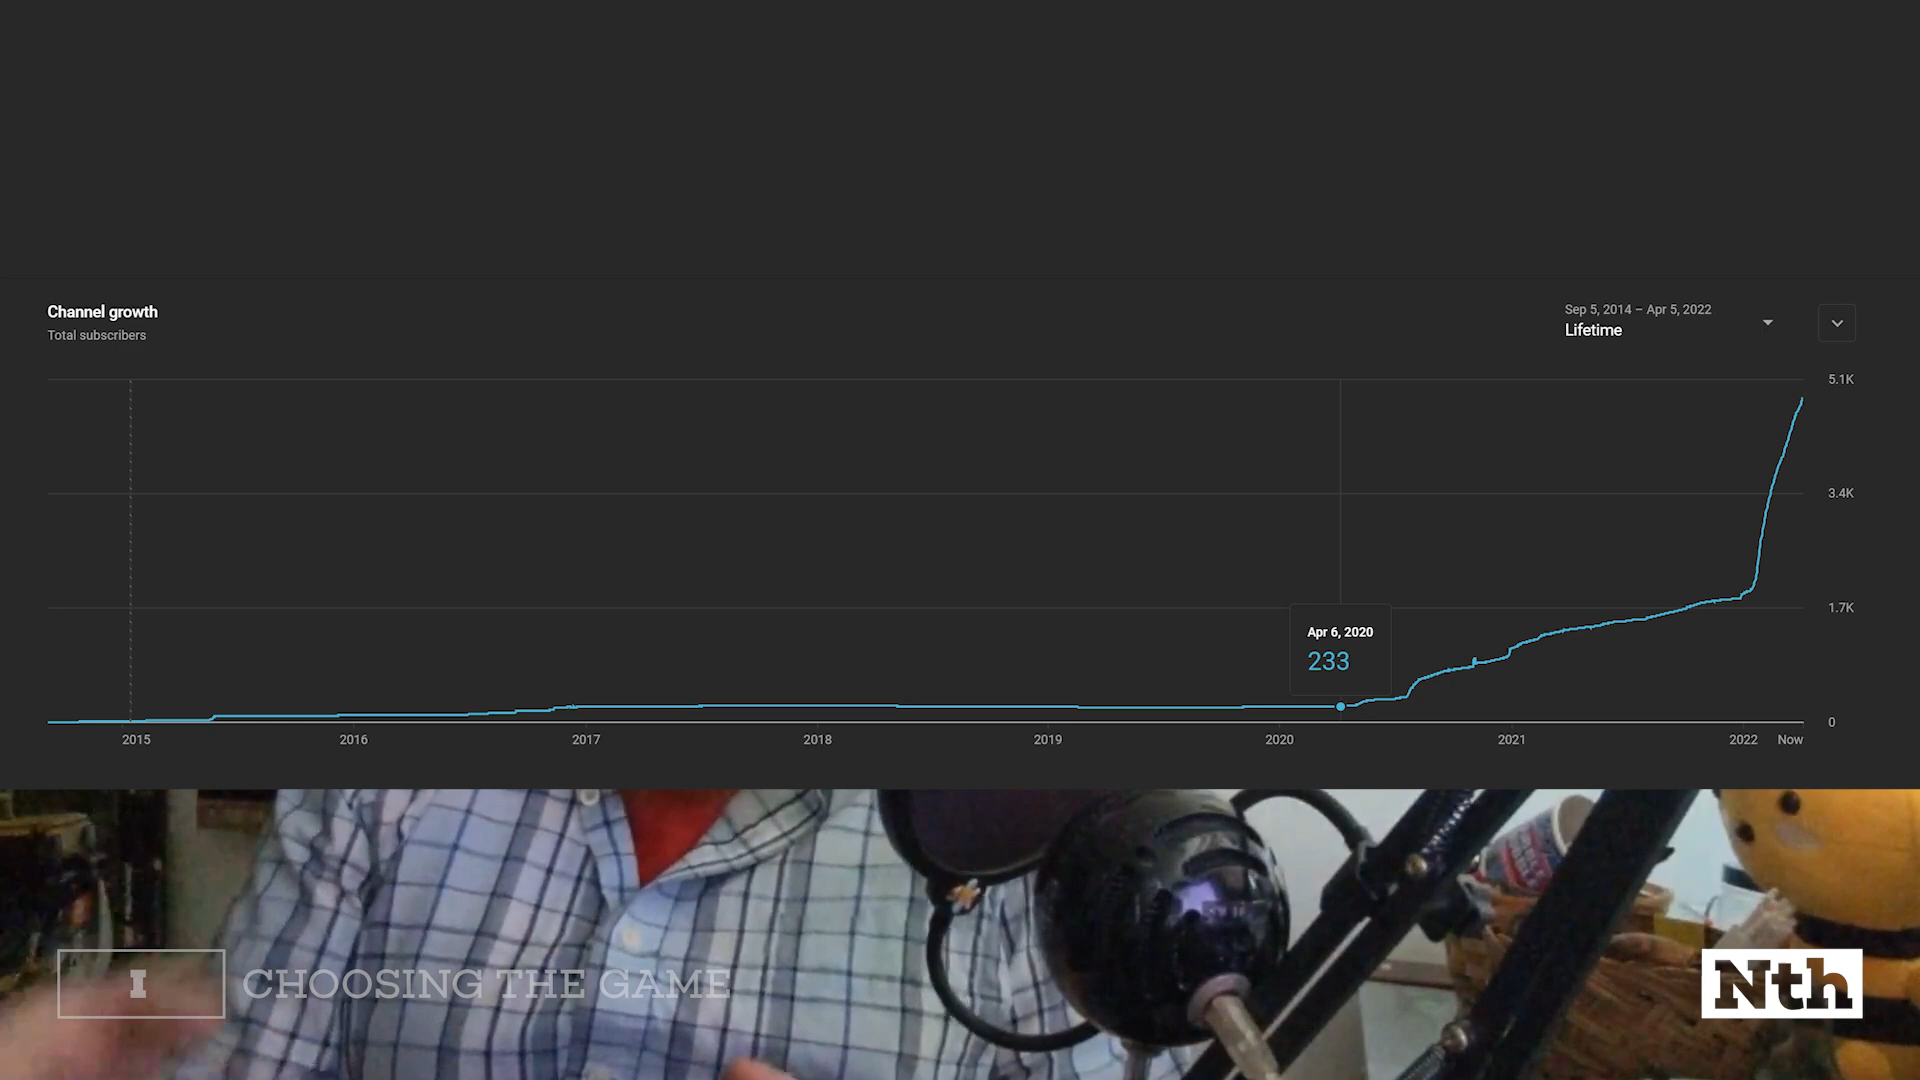 Channel growth
Total subscribers
Sep 5, 2014 – Apr 5, 2022
Lifetime
5.1K
3.4K
1.7K
0
Apr 6, 2020
233
2015 2016 2017 2018 2019 2020 2021 2022 Now
I CHOOSING THE GAME
Nth